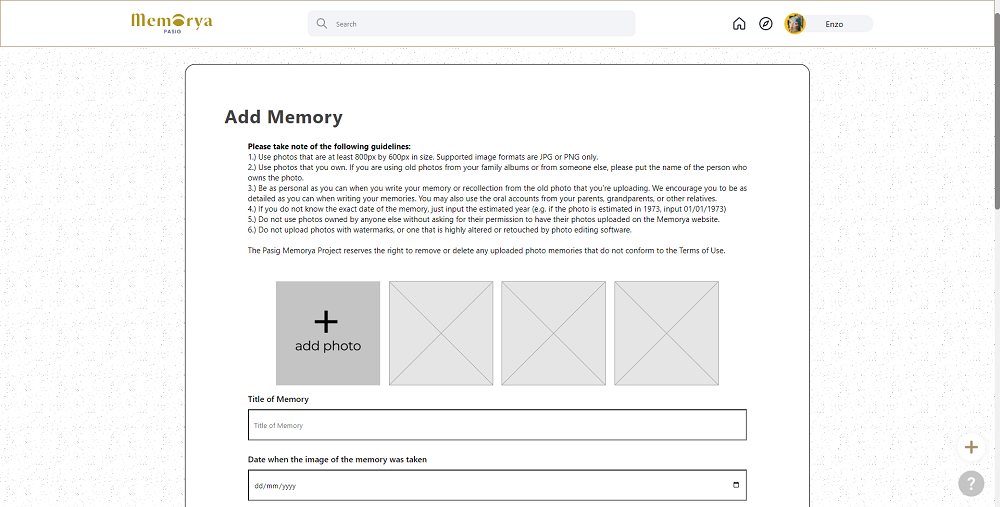 Memorya
PASIG
Search
Enzo
Add Memory
Please take note of the following guidelines:
1.) Use photos that are at least 800px by 600px in size. Supported image formats are JPG or PNG only.
2.) Use photos that you own. If you are using old photos from your family albums or from someone else, please put the name of the person who
owns the photo.
3.) Be as personal as you can when you write your memory or recollection from the old photo that you're uploading. We encourage you to be as
detailed as you can when writing your memories. You may also use the oral accounts from your parents, grandparents, or other relatives.
4.) If you do not know the exact date of the memory, just input the estimated year (e.g. if the photo is estimated in 1973, input 01/01/1973)
5.) Do not use photos owned by anyone else without asking for their permission to have their photos uploaded on the Memorya website.
6.) Do not upload photos with watermarks, or one that is highly altered or retouched by photo editing software.
The Pasig Memorya Project reserves the right to remove or delete any uploaded photo memories that do not conform to the Terms of Use.
+
add photo
Title of Memory
Title of Memory
Date when the image of the memory was taken
dd/mm/yyyy
+
?